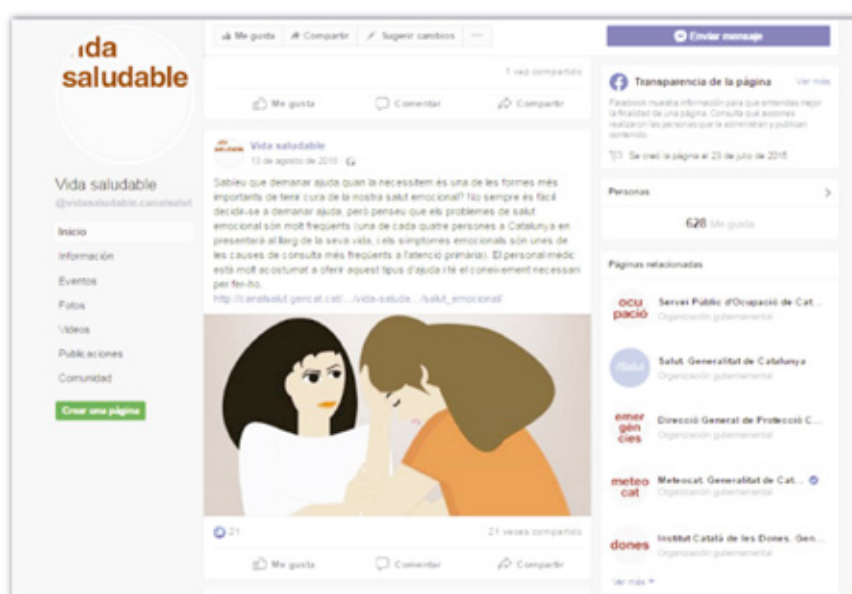 ida
saludable
Vida saludable
@vidasaludable.canalsalut
Inicio
Información
Eventos
Fotos
Vídeos
Publicaciones
Comunidad
Crear una página
Me gusta
Compartir
Sugerir cambios
1 vez compartido
Me gusta
Comentar
Compartir
Vida saludable
13 de agosto de 2018
Sabíeu que demanar ajuda quan la necessitem és una de les formes més
importants de tenir cura de la nostra salut emocional? No sempre és fàcil
decidir-se a demanar ajuda, però penseu que els problemes de salut
emocional són molt freqüents (una de cada quatre persones a Catalunya en
presentarà al llarg de la seva vida, i els símptomes emocionals són unes de
les causes de consulta més freqüents a l'atenció primària). El personal mèdic
està molt acostumat a oferir aquest tipus d'ajuda i té el coneixement necessari
per fer-ho.
http://canalsalut.gencat.cat/.../vida-saluda.../salut_emocional/
21
21 veces compartido
Me gusta
Comentar
Compartir
Enviar mensaje
Transparencia de la página
Ver más
Facebook muestra información para que entiendas mejor
la finalidad de una página. Consulta qué acciones
realizaron las personas que la administran y publican
contenido.
Se creó la página el 23 de julio de 2018
Personas
628 Me gusta
Páginas relacionadas
ocu
pació
Servei Públic d'Ocupació de Cat...
Organización gubernamental
/Salut
Salut. Generalitat de Catalunya
Organización gubernamental
emer
gèn
cies
Direcció General de Protecció C...
Organización gubernamental
meteo
cat
Meteocat. Generalitat de Cat...
Organización gubernamental
dones
Institut Català de les Dones. Gen...
Organización gubernamental
Ver más